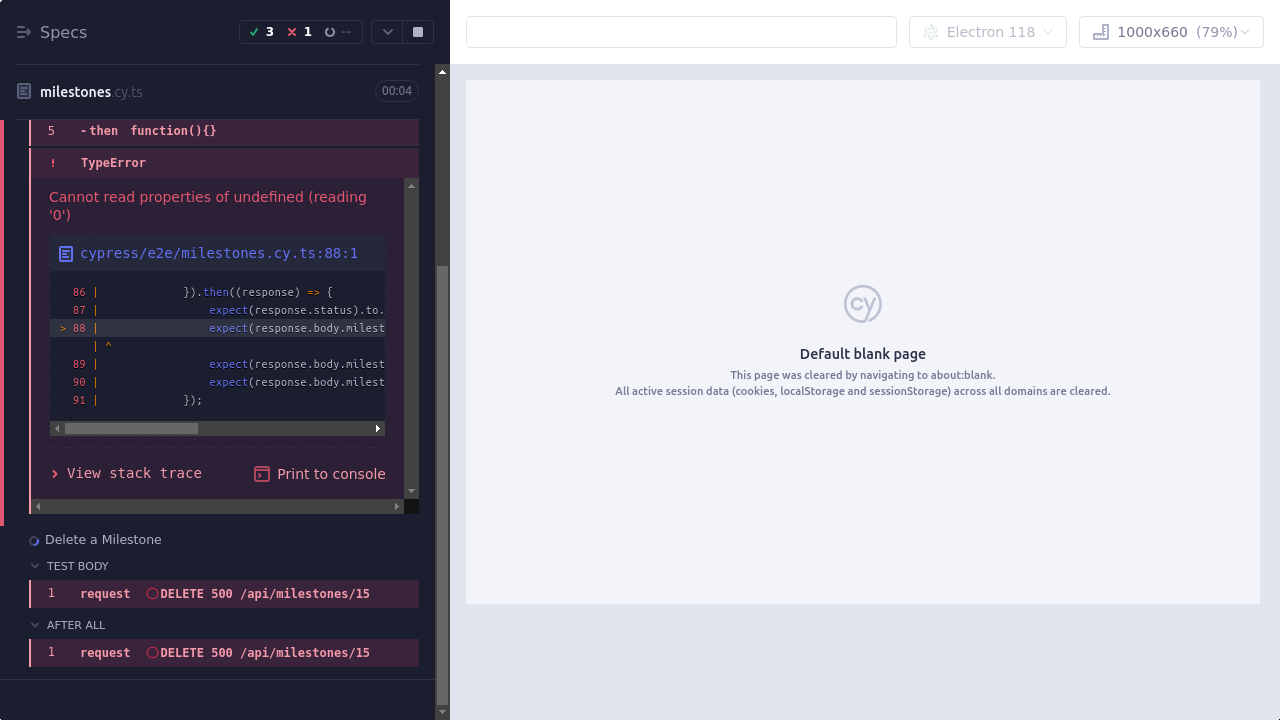 Specs
3 1 --
milestones.cy.ts
00:04
5 -then function(){}
! TypeError
Cannot read properties of undefined (reading
'0')
cypress/e2e/milestones.cy.ts:88:1
86 | }).then((response) => {
87 | expect(response.status).to.
> 88 | expect(response.body.milest
| ^
89 | expect(response.body.milest
90 | expect(response.body.milest
91 | });
View stack trace
Print to console
Delete a Milestone
TEST BODY
1 request DELETE 500 /api/milestones/15
AFTER ALL
1 request DELETE 500 /api/milestones/15
Electron 118
1000x660 (79%)
cy
Default blank page
This page was cleared by navigating to about:blank.
All active session data (cookies, localStorage and sessionStorage) across all domains are cleared.